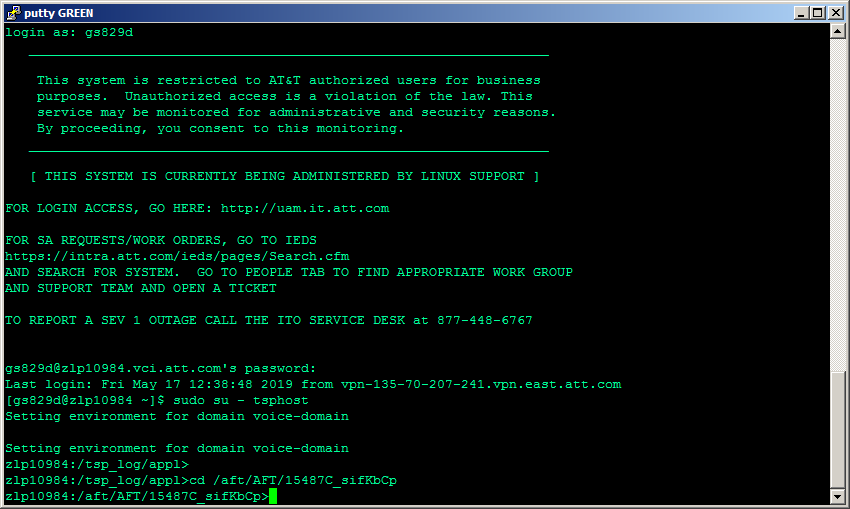 putty GREEN
login as: gs829d
This system is restricted to AT&T authorized users for business
purposes.  Unauthorized access is a violation of the law. This
service may be monitored for administrative and security reasons.
By proceeding, you consent to this monitoring.
[ THIS SYSTEM IS CURRENTLY BEING ADMINISTERED BY LINUX SUPPORT ]
FOR LOGIN ACCESS, GO HERE: http://uam.it.att.com
FOR SA REQUESTS/WORK ORDERS, GO TO IEDS
https://intra.att.com/ieds/pages/Search.cfm
AND SEARCH FOR SYSTEM.  GO TO PEOPLE TAB TO FIND APPROPRIATE WORK GROUP
AND SUPPORT TEAM AND OPEN A TICKET
TO REPORT A SEV 1 OUTAGE CALL THE ITO SERVICE DESK at 877-448-6767
gs829d@zlp10984.vci.att.com's password:
Last login: Fri May 17 12:38:48 2019 from vpn-135-70-207-241.vpn.east.att.com
[gs829d@zlp10984 ~]$ sudo su - tsphost
Setting environment for domain voice-domain
Setting environment for domain voice-domain
zlp10984:/tsp_log/appl>
zlp10984:/tsp_log/appl>cd /aft/AFT/15487C_sifKbCp
zlp10984:/aft/AFT/15487C_sifKbCp>